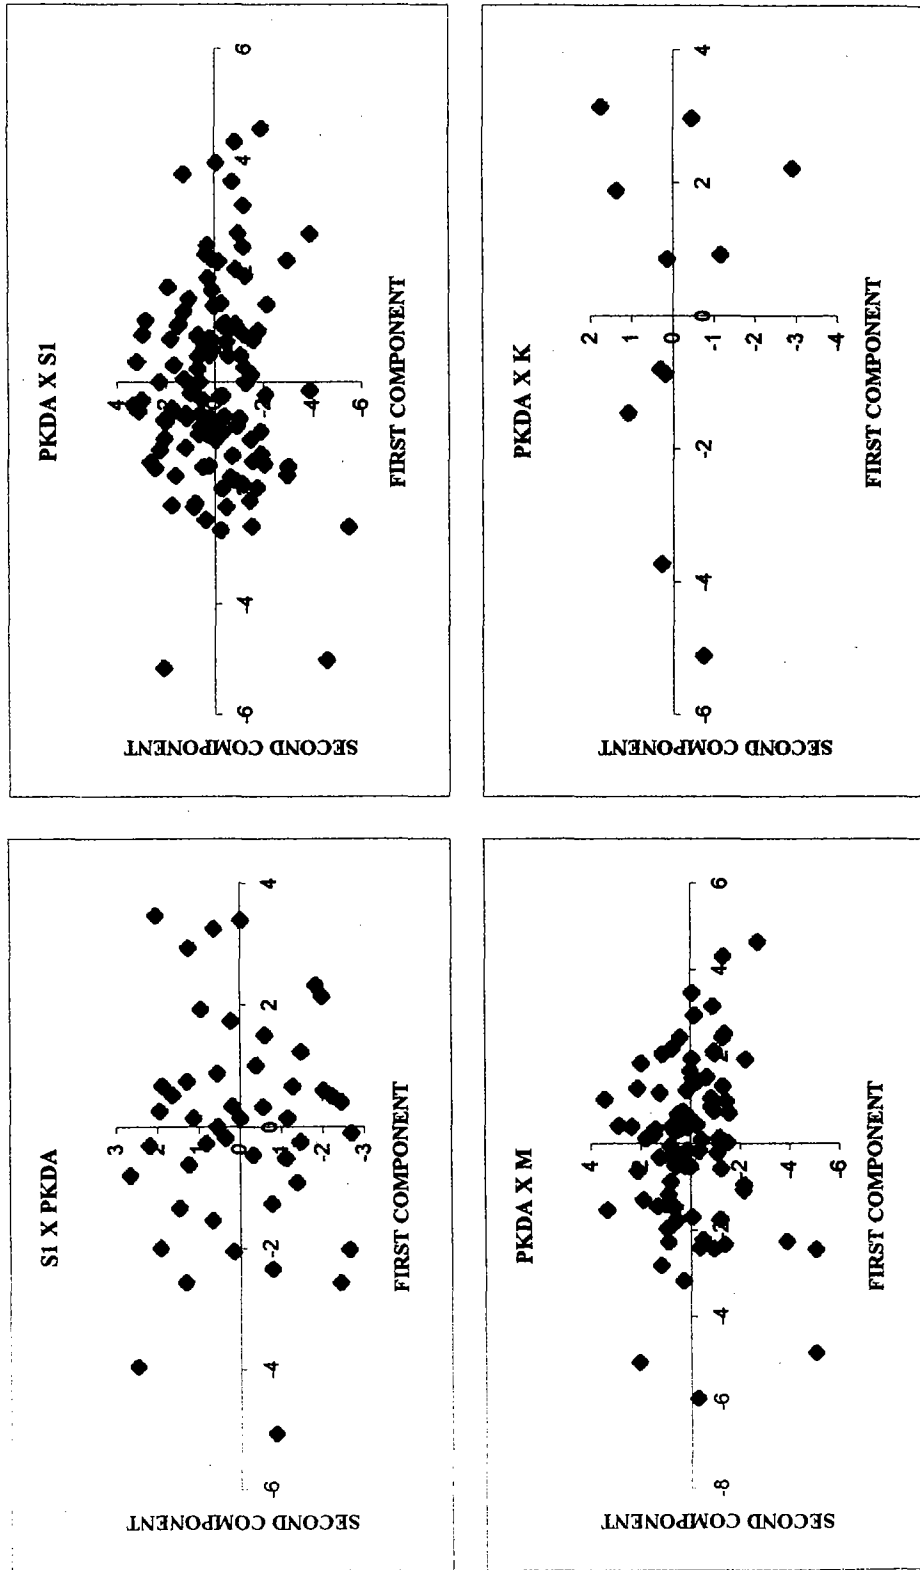 S1 X PKDA
SECOND COMPONENT
3
2
1
0
-1
-2
-3
-6 -4 -2 0 2 4
FIRST COMPONENT
PKDA X S1
SECOND COMPONENT
4
2
-2
-4
-6
-6 -4 4 6
FIRST COMPONENT
PKDA X M
SECOND COMPONENT
4
2
-2
-4
-6
-8 -6 -4 -2 2 4 6
FIRST COMPONENT
PKDA X K
SECOND COMPONENT
2
1
0
-1
-2
-3
-4
-6 -4 -2 0 2 4
FIRST COMPONENT